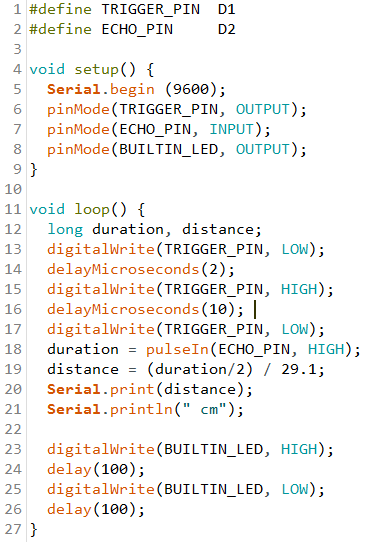 1 #define TRIGGER_PIN  D1
2 #define ECHO_PIN     D2
3
4 void setup() {
5   Serial.begin (9600);
6   pinMode(TRIGGER_PIN, OUTPUT);
7   pinMode(ECHO_PIN, INPUT);
8   pinMode(BUILTIN_LED, OUTPUT);
9 }
10
11 void loop() {
12   long duration, distance;
13   digitalWrite(TRIGGER_PIN, LOW);
14   delayMicroseconds(2);
15   digitalWrite(TRIGGER_PIN, HIGH);
16   delayMicroseconds(10);
17   digitalWrite(TRIGGER_PIN, LOW);
18   duration = pulseIn(ECHO_PIN, HIGH);
19   distance = (duration/2) / 29.1;
20   Serial.print(distance);
21   Serial.println(" cm");
22
23   digitalWrite(BUILTIN_LED, HIGH);
24   delay(100);
25   digitalWrite(BUILTIN_LED, LOW);
26   delay(100);
27 }